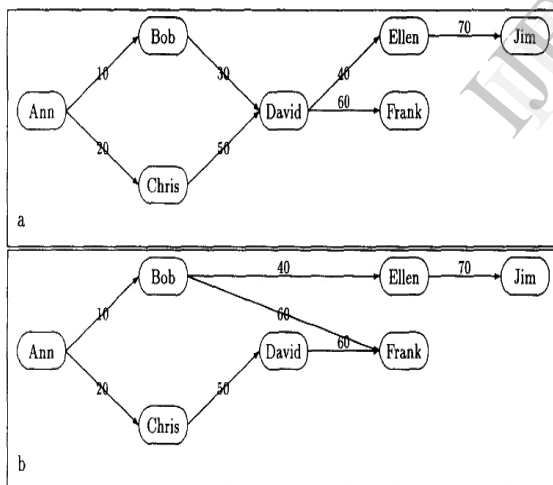 Bob
Ellen
70
Jim
10
30
40
Ann
David
60
Frank
20
50
Chris
a
Bob
40
Ellen
70
Jim
10
60
Ann
David
60
Frank
20
50
Chris
b